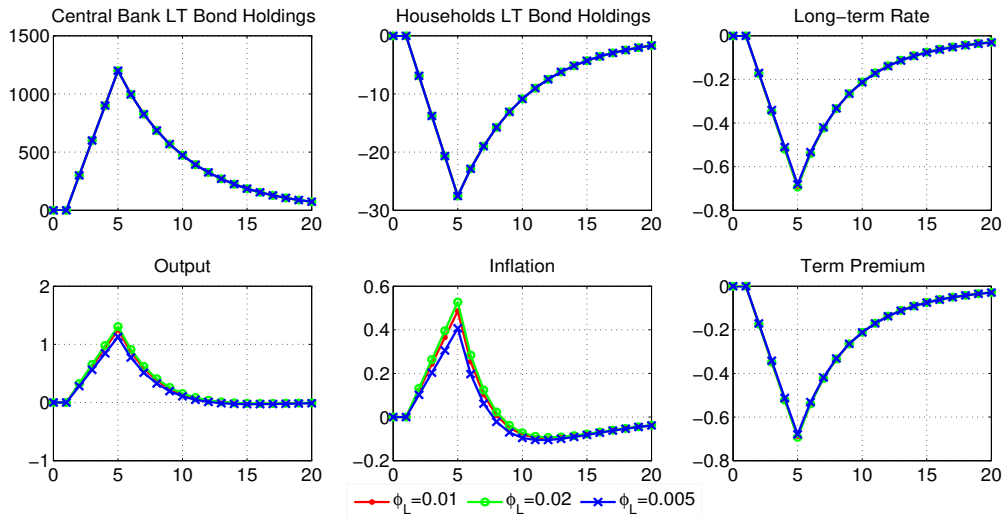 Central Bank LT Bond Holdings
Households LT Bond Holdings
Long−term Rate
1500
1000
500
0
0 5 10 15 20
0
−10
−20
−30
0 5 10 15 20
0
−0.2
−0.4
−0.6
−0.8
0 5 10 15 20
Output
Inflation
Term Premium
2
1
0
−1
0 5 10 15 20
0.6
0.4
0.2
0
−0.2
0 5 10 15 20
0
−0.2
−0.4
−0.6
−0.8
0 5 10 15 20
ϕ_L=0.01 ϕ_L=0.02 ϕ_L=0.005